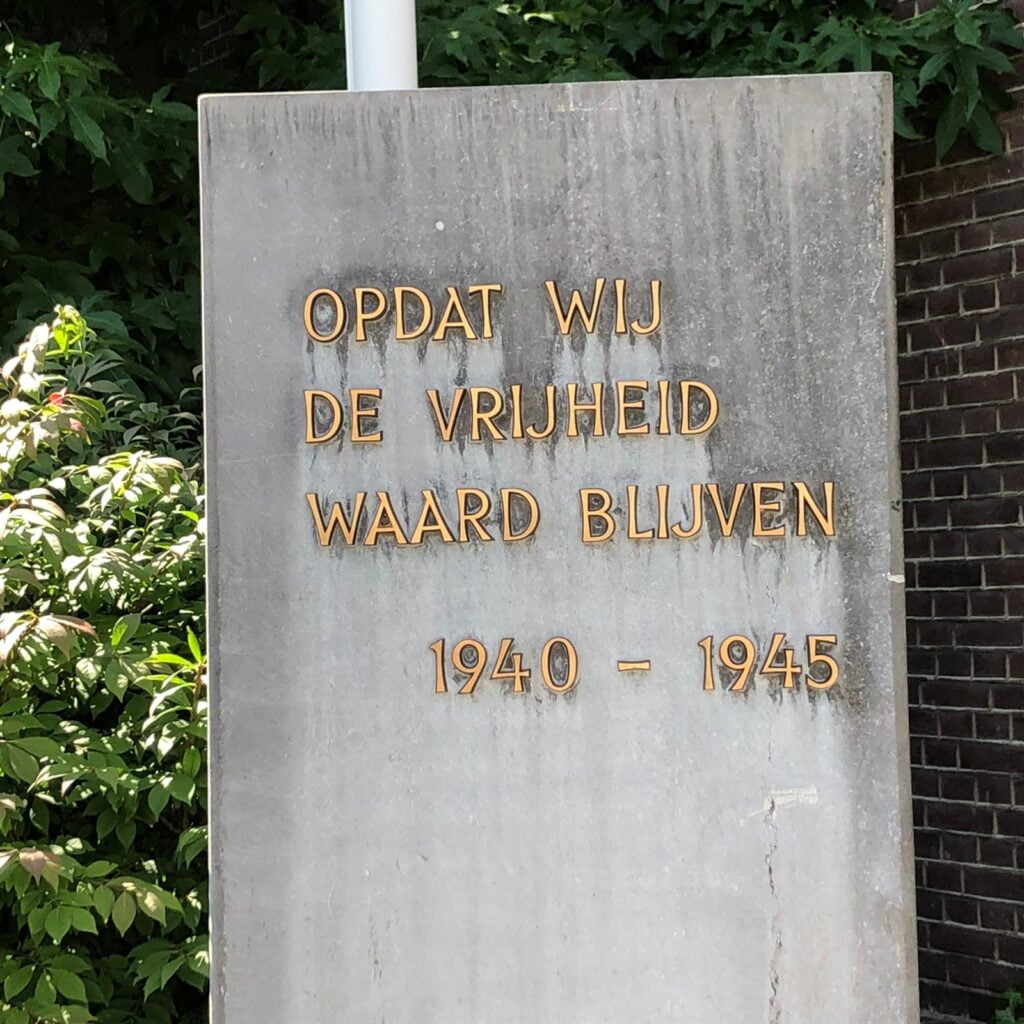 OPDAT WIJ
DE VRIJHEID
WAARD BLIJVEN
1940 – 1945